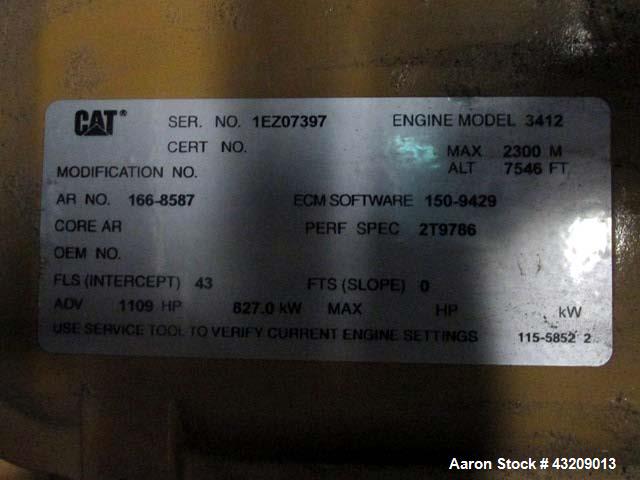 CAT® SER. NO. 1EZ07397 ENGINE MODEL 3412
CERT NO. MAX 2300 M
MODIFICATION NO. ALT 7546 FT
AR NO. 166-8587 ECM SOFTWARE 150-9429
CORE AR PERF SPEC 2T9786
OEM NO.
FLS (INTERCEPT) 43 FTS (SLOPE) 0
ADV 1109 HP 827.0 kW MAX HP kW
USE SERVICE TOOL TO VERIFY CURRENT ENGINE SETTINGS 115-5852 2
Aaron Stock # 43209013